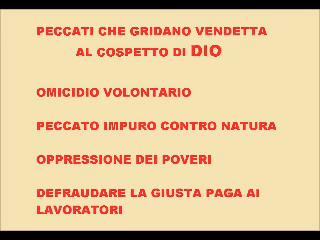 PECCATI CHE GRIDANO VENDETTA
AL COSPETTO DI DIO
OMICIDIO VOLONTARIO
PECCATO IMPURO CONTRO NATURA
OPPRESSIONE DEI POVERI
DEFRAUDARE LA GIUSTA PAGA AI
LAVORATORI